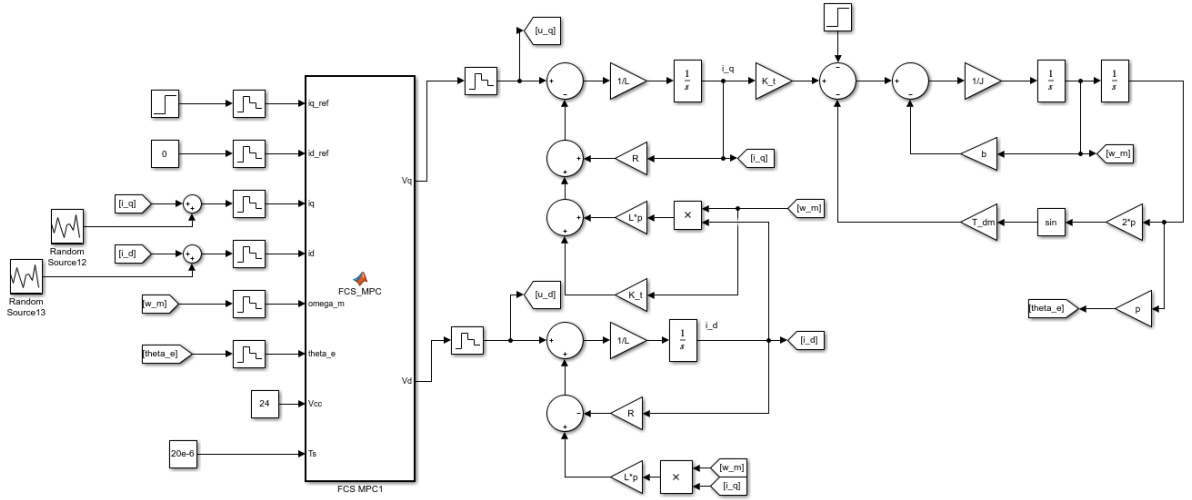 [u_q]
1/L
1
s
i_q
K_t
1/J
1
s
1
s
iq_ref
0
id_ref
Vq
R
[i_q]
b
[w_m]
[i_q]
iq
Random
Source12
[i_d]
id
Random
Source13
L*p
×
[w_m]
T_dm
sin
2*p
FCS_MPC
[w_m]
omega_m
[u_d]
K_t
[theta_e]
p
[theta_e]
theta_e
1/L
1
s
i_d
[i_d]
Vd
24
Vcc
R
20e-6
Ts
L*p
×
[w_m]
[i_q]
FCS MPC1